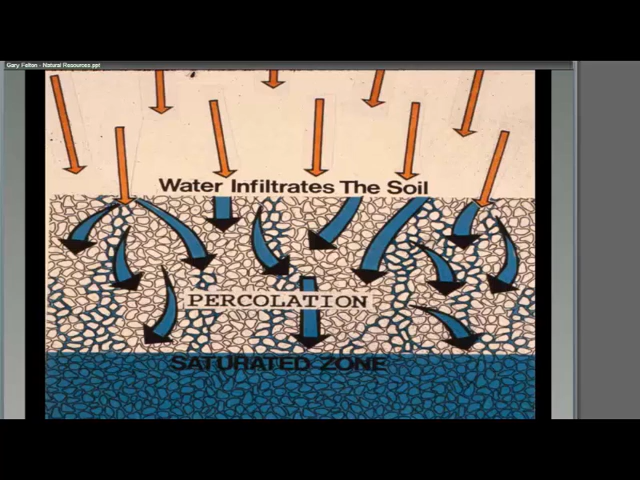 Gary Felton - Natural Resources.ppt
Water Infiltrates The Soil
PERCOLATION
SATURATED ZONE